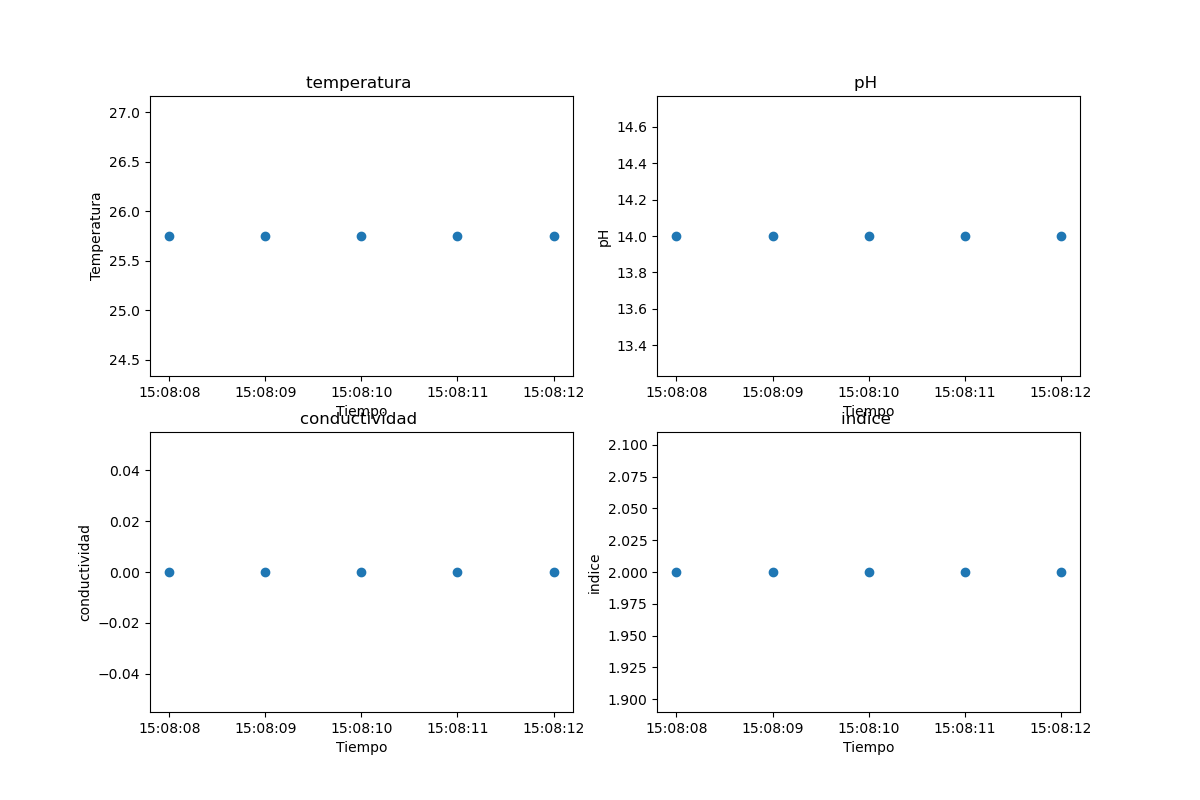 temperatura
27.0
26.5
26.0
25.5
25.0
24.5
Temperatura
15:08:08 15:08:09 15:08:10 15:08:11 15:08:12
Tiempo
pH
14.6
14.4
14.2
14.0
13.8
13.6
13.4
pH
15:08:08 15:08:09 15:08:10 15:08:11 15:08:12
Tiempo
conductividad
0.04
0.02
0.00
−0.02
−0.04
conductividad
15:08:08 15:08:09 15:08:10 15:08:11 15:08:12
Tiempo
indice
2.100
2.075
2.050
2.025
2.000
1.975
1.950
1.925
1.900
indice
15:08:08 15:08:09 15:08:10 15:08:11 15:08:12
Tiempo